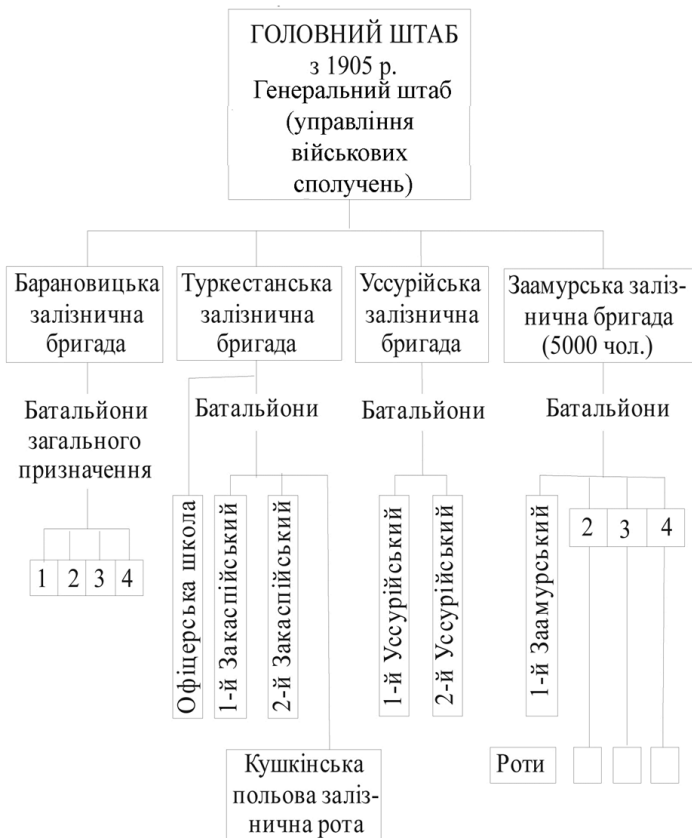 ГОЛОВНИЙ ШТАБ
з 1905 р.
Генеральний штаб
(управління
військових
сполучень)
Барановицька
залізнична
бригада
Туркестанська
залізнична
бригада
Уссурійська
залізнична
бригада
Заамурська заліз-
нична бригада
(5000 чол.)
Батальйони
загального
призначення
Батальйони
Батальйони
Батальйони
1 2 3 4
Офіцерська школа
1-й Закаспійський
2-й Закаспійський
1-й Уссурійський
2-й Уссурійський
1-й Заамурський
2 3 4
Кушкінська
польова заліз-
нична рота
Роти